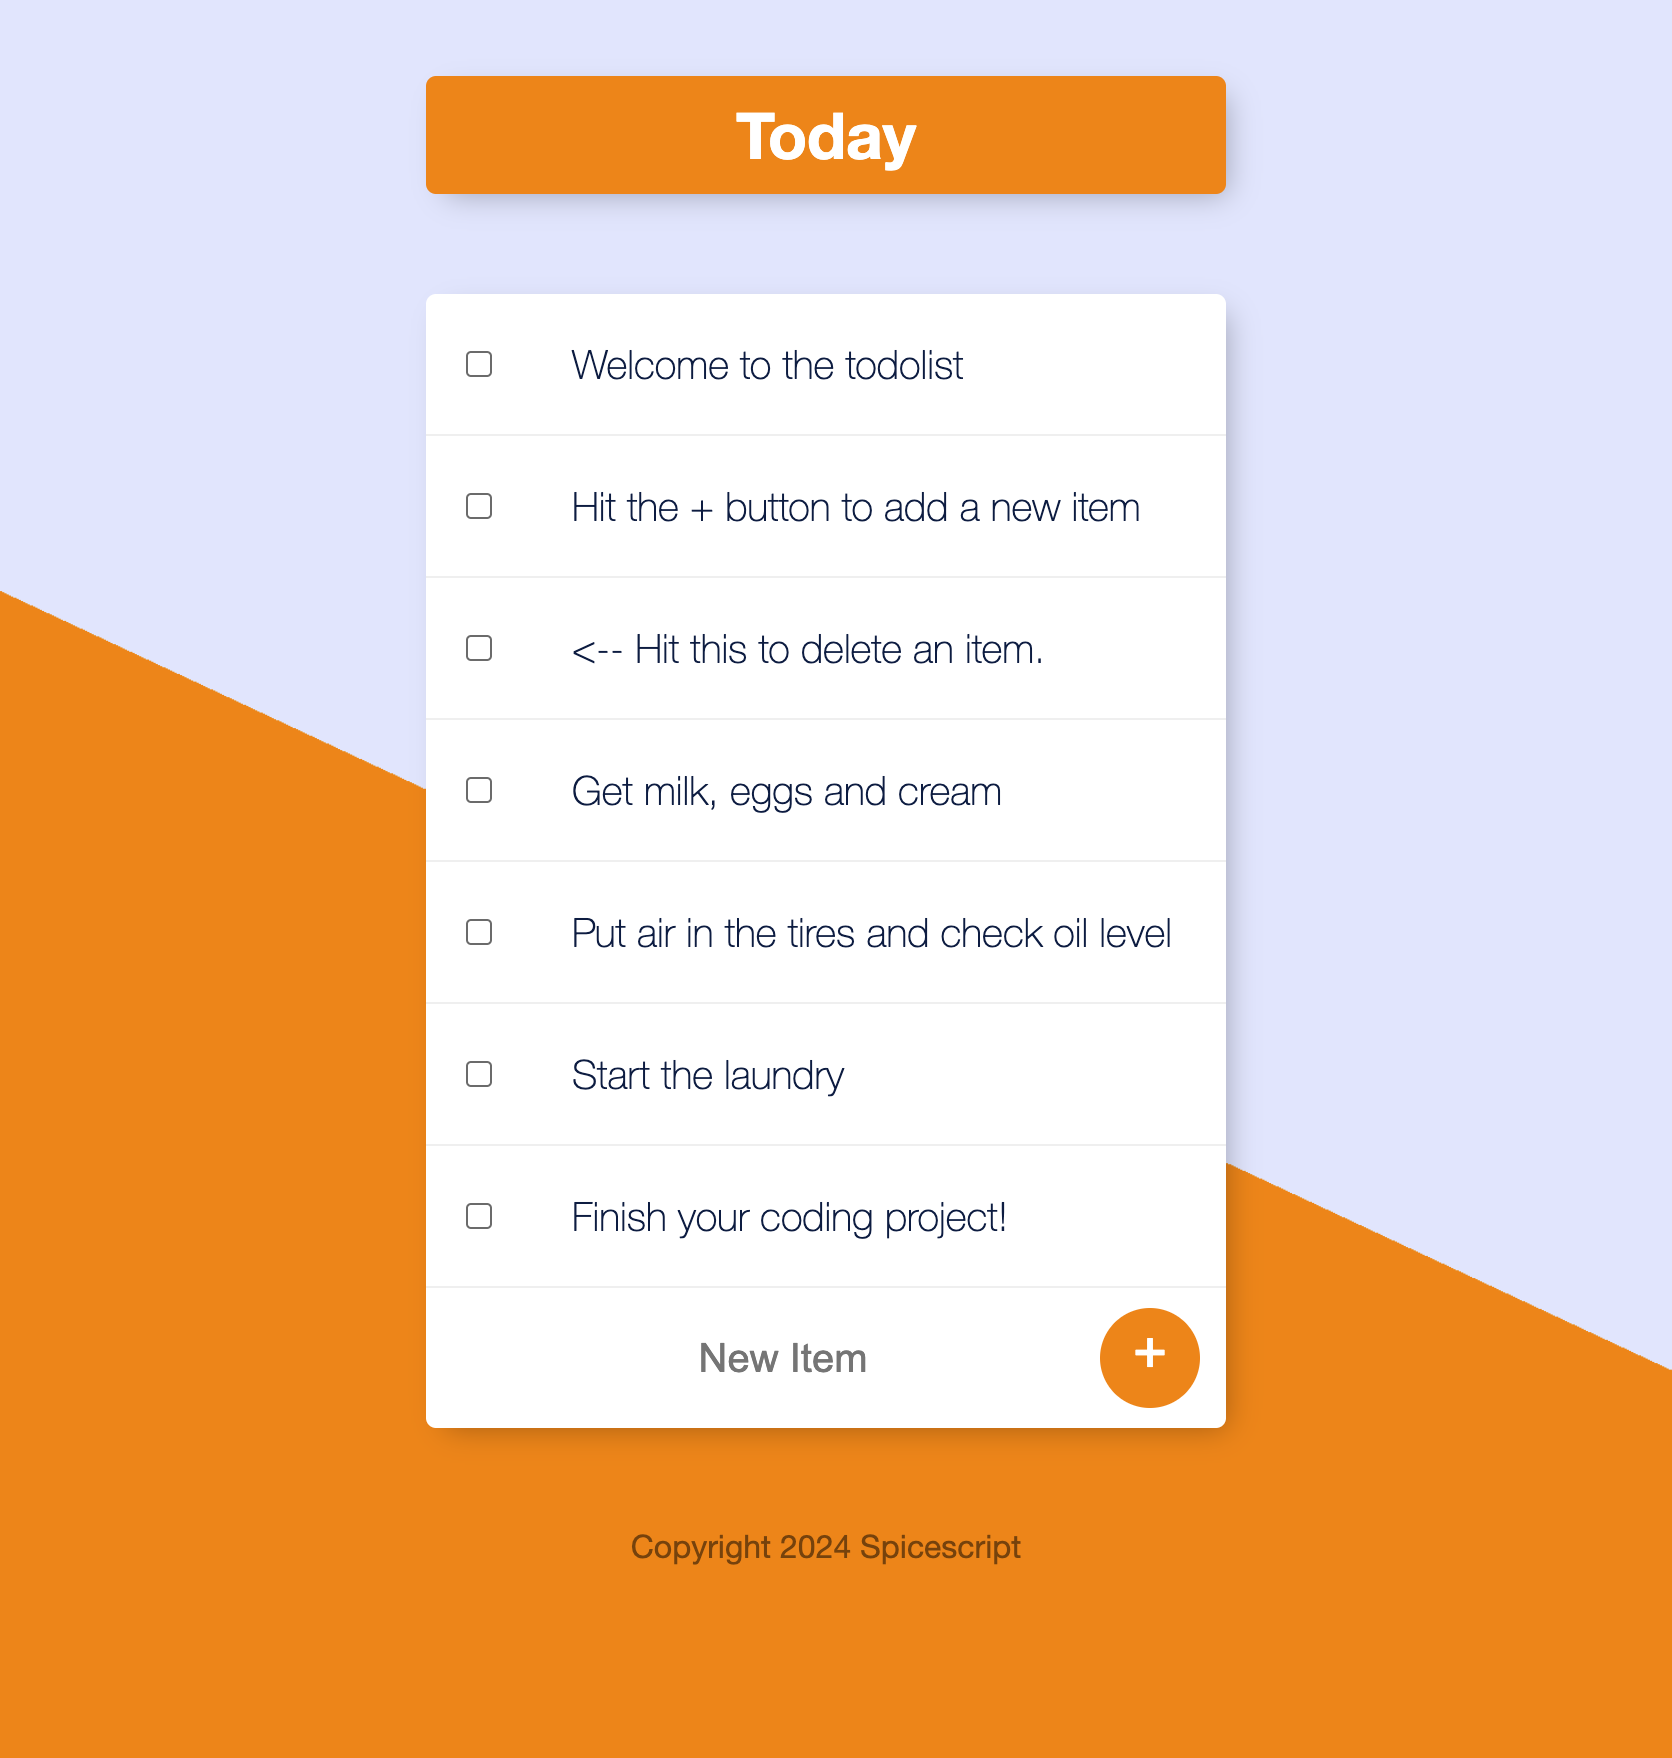 Today
Welcome to the todolist
Hit the + button to add a new item
<-- Hit this to delete an item.
Get milk, eggs and cream
Put air in the tires and check oil level
Start the laundry
Finish your coding project!
New Item +
Copyright 2024 Spicescript